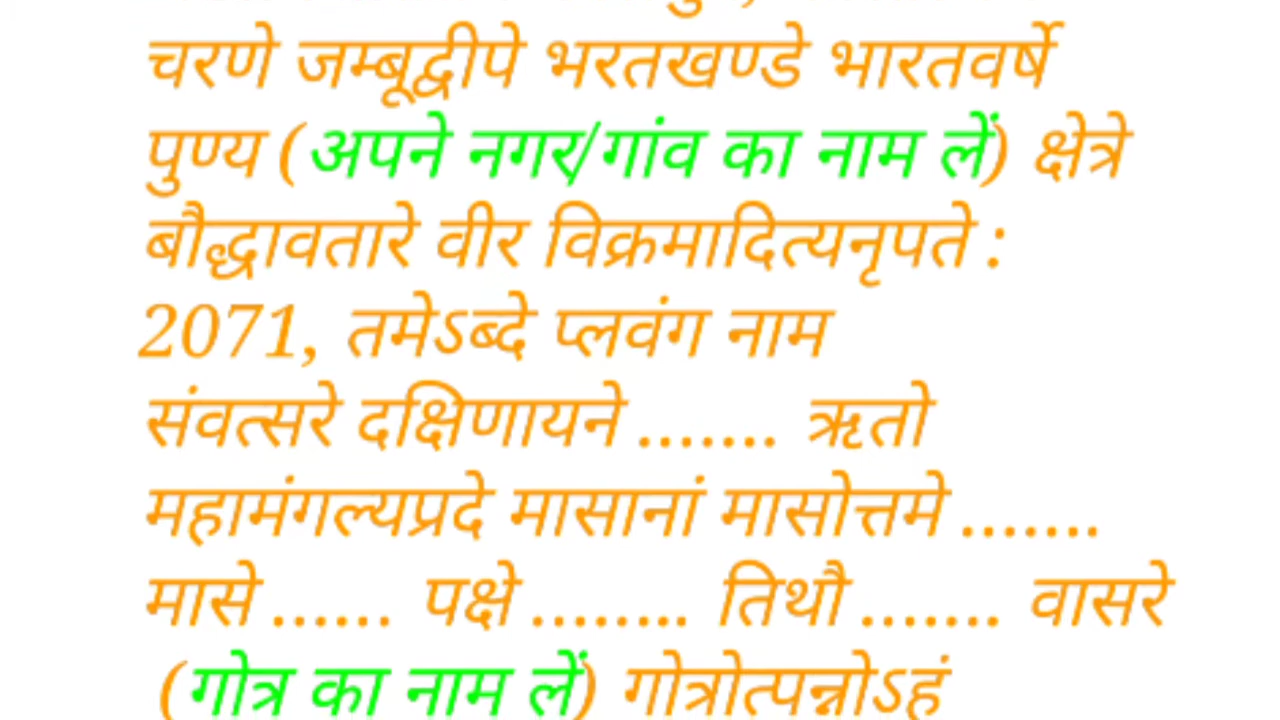 चरणे जम्बूद्वीपे भरतखण्डे भारतवर्षे
पुण्य (अपने नगर/गांव का नाम लें) क्षेत्रे
बौद्धावतारे वीर विक्रमादित्यनृपते :
2071, तमेऽब्दे प्लवंग नाम
संवत्सरे दक्षिणायने ....... ऋतो
महामंगल्यप्रदे मासानां मासोत्तमे .......
मासे ...... पक्षे ........ तिथौ ....... वासरे
(गोत्र का नाम लें) गोत्रोत्पन्नोऽहं